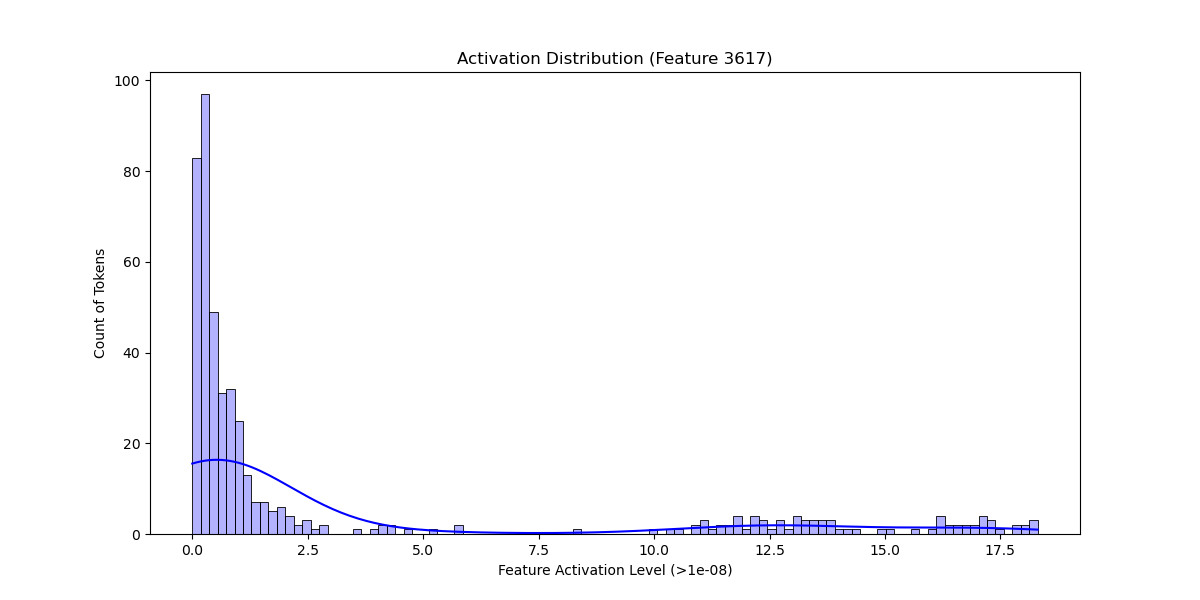 Activation Distribution (Feature 3617)
100
80
60
40
20
0
Count of Tokens
0.0 2.5 5.0 7.5 10.0 12.5 15.0 17.5
Feature Activation Level (>1e-08)